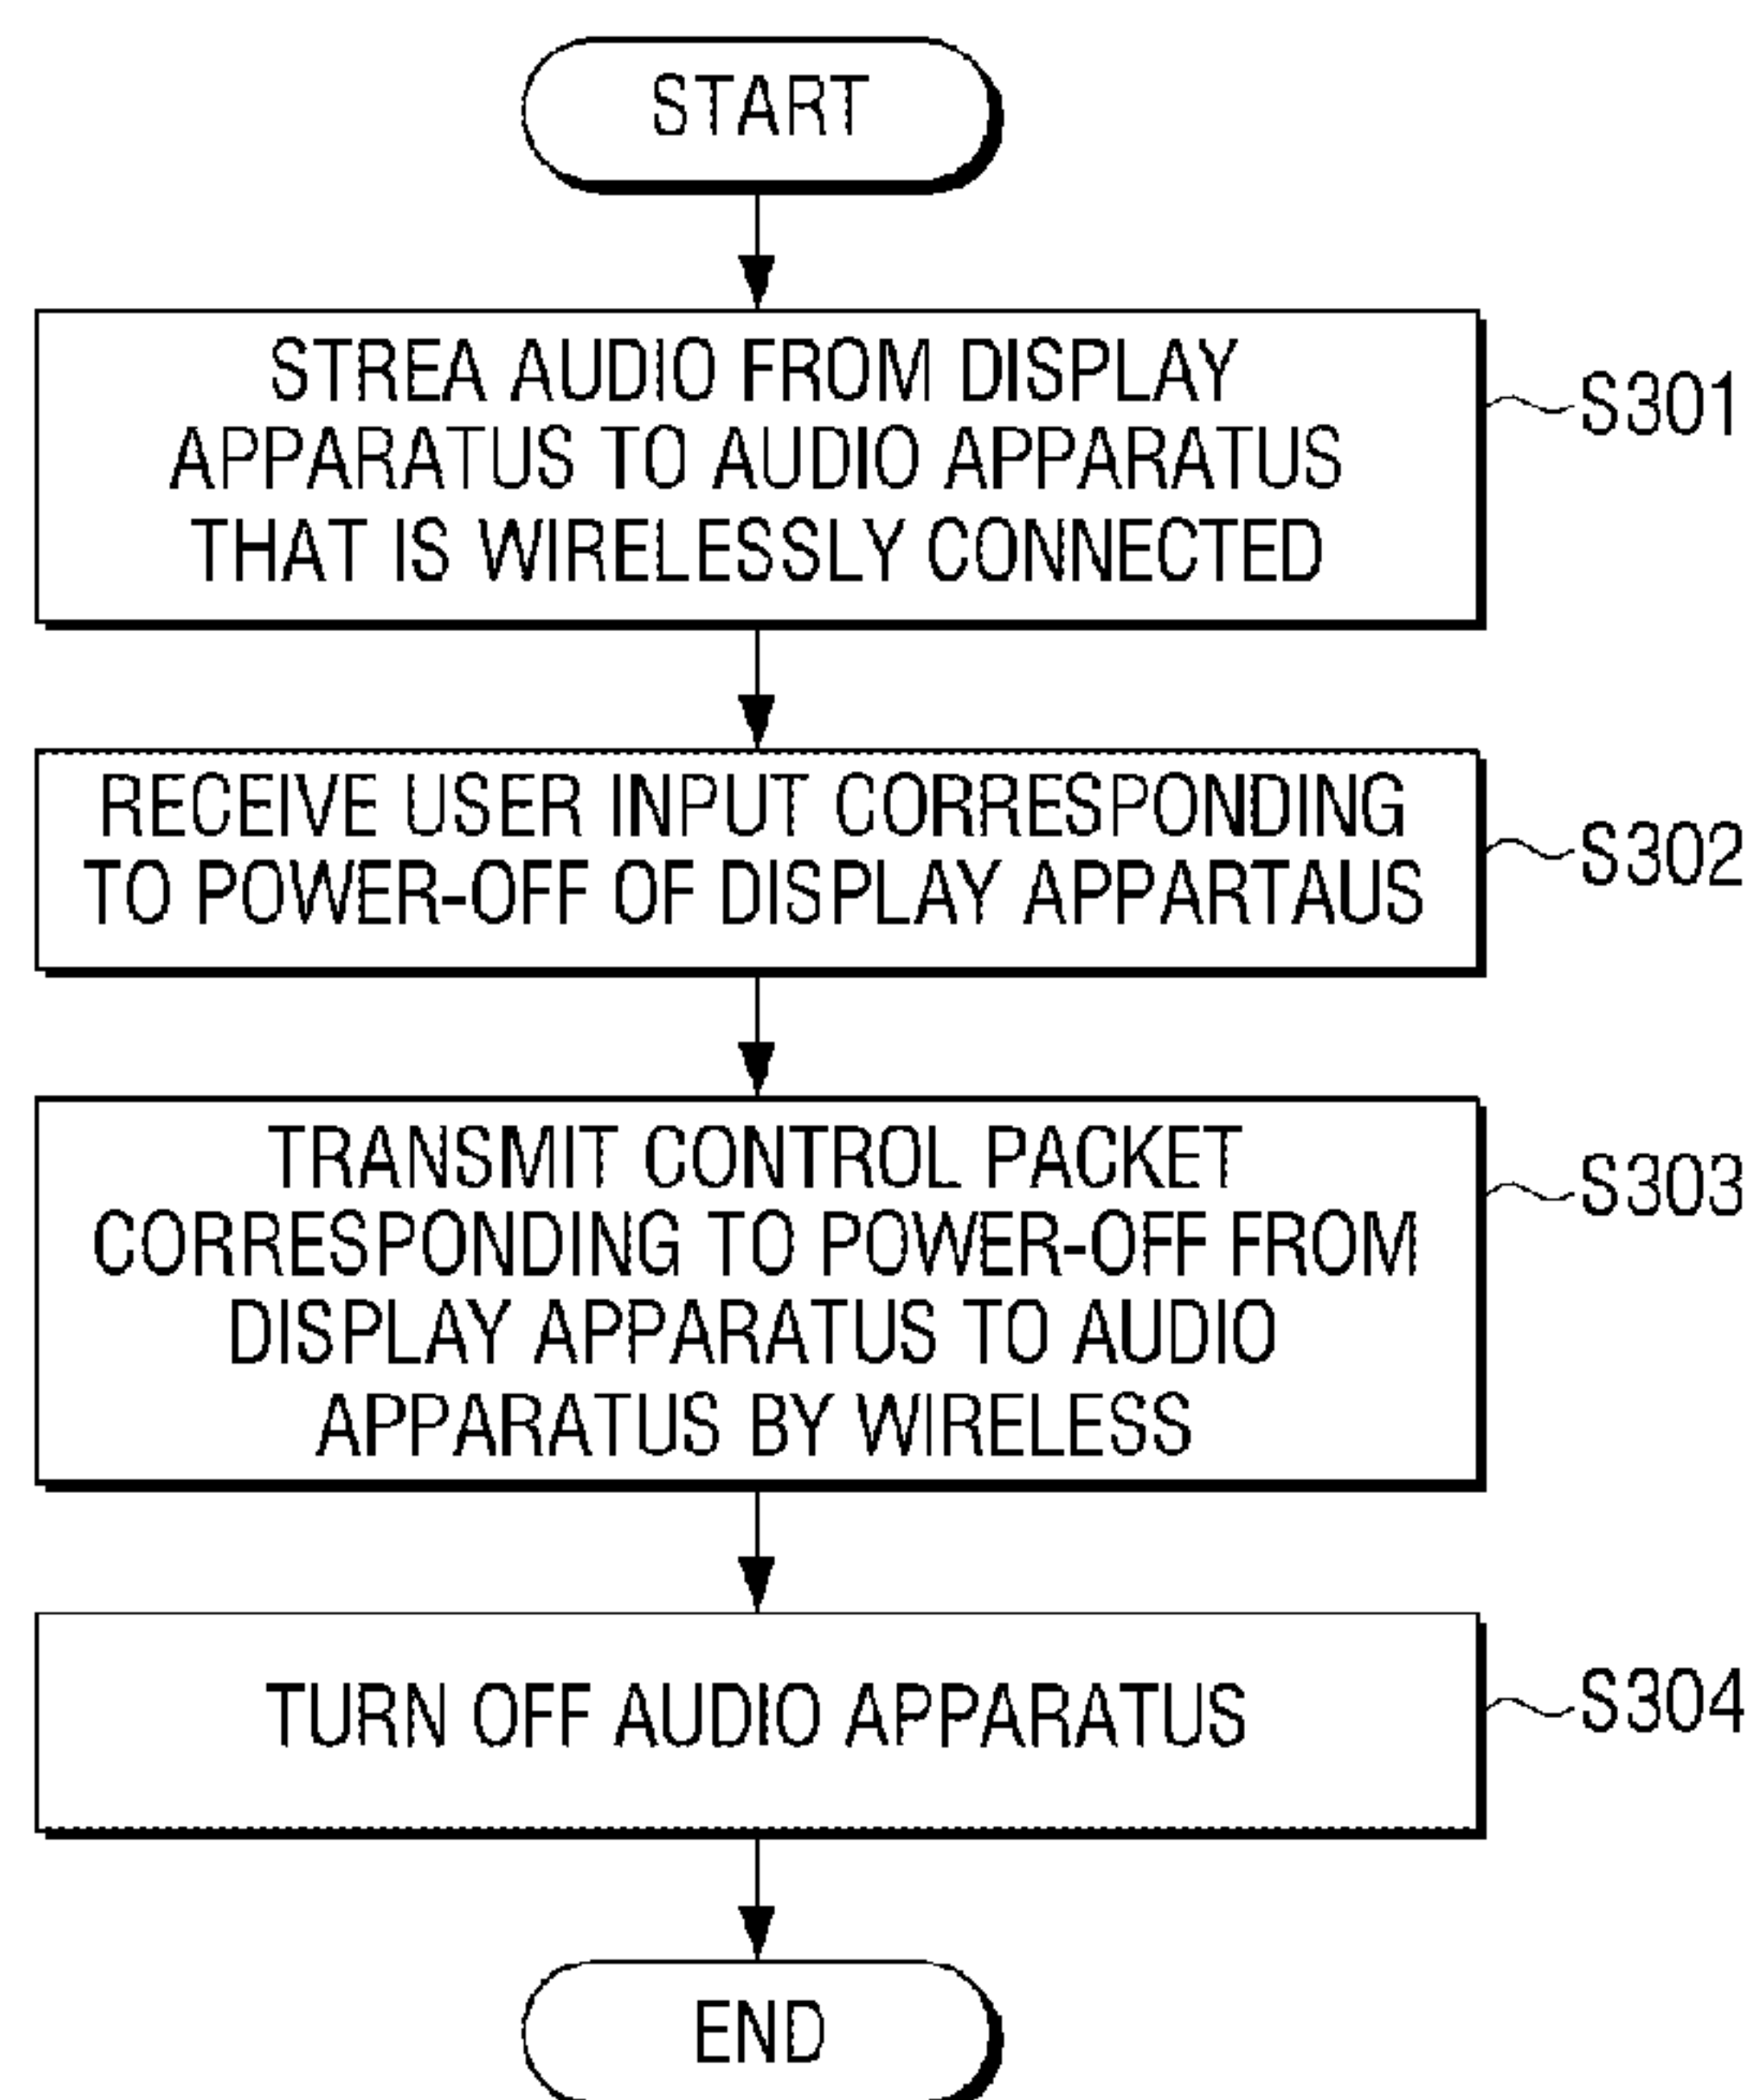 START
STREA AUDIO FROM DISPLAY
APPARATUS TO AUDIO APPARATUS
THAT IS WIRELESSLY CONNECTED
S301
RECEIVE USER INPUT CORRESPONDING
TO POWER-OFF OF DISPLAY APPARTAUS
S302
TRANSMIT CONTROL PACKET
CORRESPONDING TO POWER-OFF FROM
DISPLAY APPARATUS TO AUDIO
APPARATUS BY WIRELESS
S303
TURN OFF AUDIO APPARATUS
S304
END